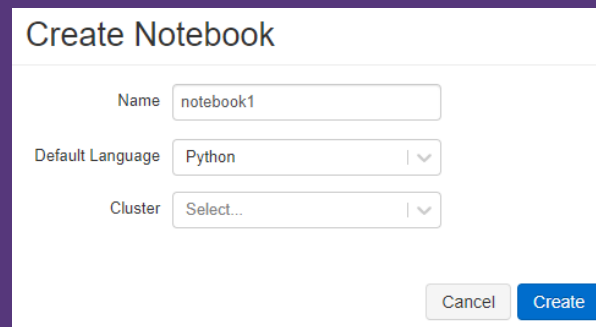 Create Notebook
Name notebook1
Default Language Python
Cluster Select...
Cancel Create